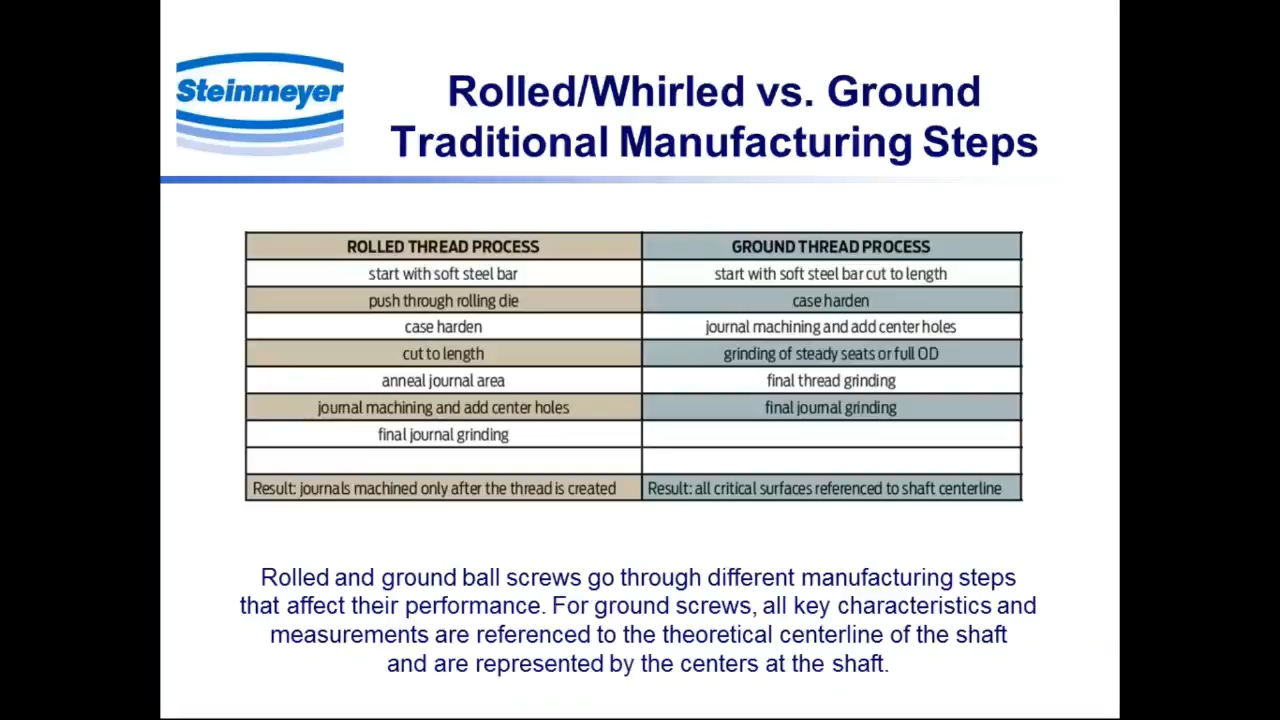 Steinmeyer
Rolled/Whirled vs. Ground
Traditional Manufacturing Steps
ROLLED THREAD PROCESS GROUND THREAD PROCESS
start with soft steel bar start with soft steel bar cut to length
push through rolling die case harden
case harden journal machining and add center holes
cut to length grinding of steady seats or full OD
anneal journal area final thread grinding
journal machining and add center holes final journal grinding
final journal grinding
Result: journals machined only after the thread is created Result: all critical surfaces referenced to shaft centerline
Rolled and ground ball screws go through different manufacturing steps
that affect their performance. For ground screws, all key characteristics and
measurements are referenced to the theoretical centerline of the shaft
and are represented by the centers at the shaft.